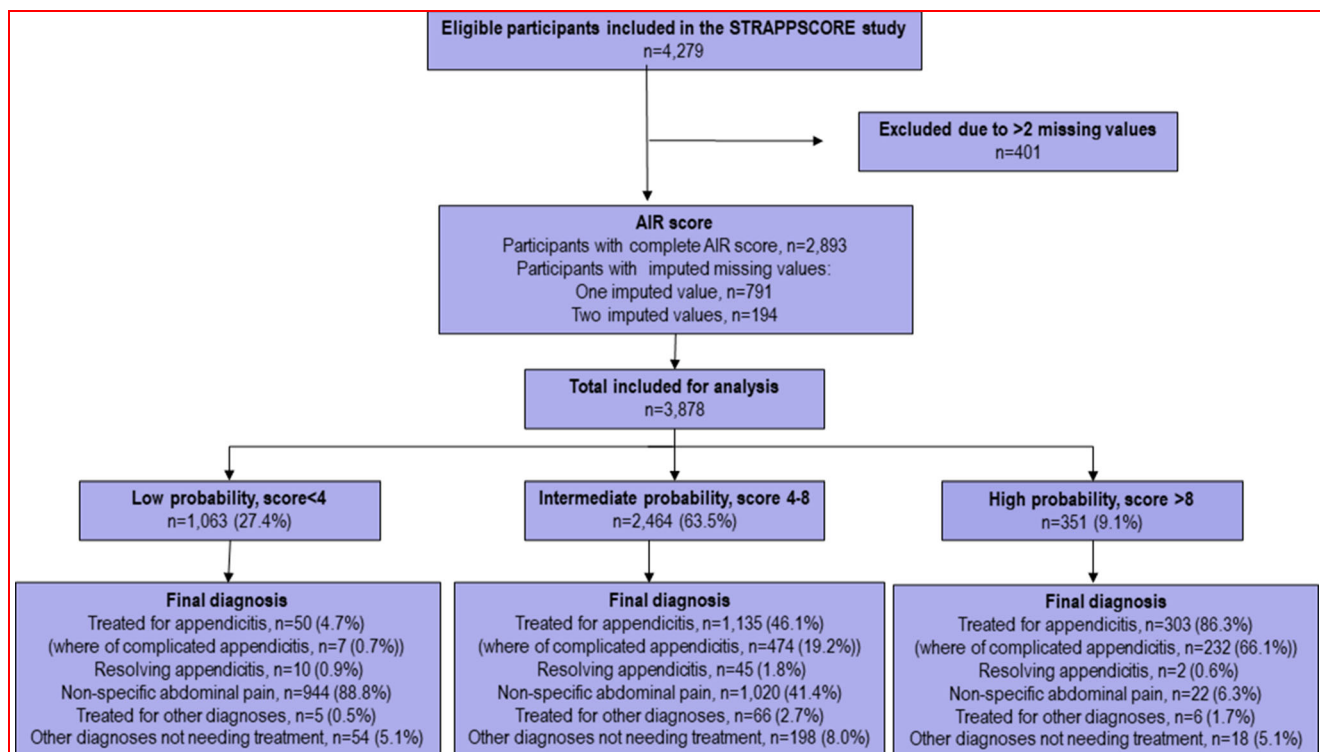 Eligible participants included in the STRAPPSCORE study
n=4,279
Excluded due to >2 missing values
n=401
AIR score
Participants with complete AIR score, n=2,893
Participants with imputed missing values:
One imputed value, n=791
Two imputed values, n=194
Total included for analysis
n=3,878
Low probability, score<4
n=1,063 (27.4%)
Intermediate probability, score 4-8
n=2,464 (63.5%)
High probability, score >8
n=351 (9.1%)
Final diagnosis
Treated for appendicitis, n=50 (4.7%)
(where of complicated appendicitis, n=7 (0.7%))
Resolving appendicitis, n=10 (0.9%)
Non-specific abdominal pain, n=944 (88.8%)
Treated for other diagnoses, n=5 (0.5%)
Other diagnoses not needing treatment, n=54 (5.1%)
Final diagnosis
Treated for appendicitis, n=1,135 (46.1%)
(where of complicated appendicitis, n=474 (19.2%))
Resolving appendicitis, n=45 (1.8%)
Non-specific abdominal pain, n=1,020 (41.4%)
Treated for other diagnoses, n=66 (2.7%)
Other diagnoses not needing treatment, n=198 (8.0%)
Final diagnosis
Treated for appendicitis, n=303 (86.3%)
(where of complicated appendicitis, n=232 (66.1%))
Resolving appendicitis, n=2 (0.6%)
Non-specific abdominal pain, n=22 (6.3%)
Treated for other diagnoses, n=6 (1.7%)
Other diagnoses not needing treatment, n=18 (5.1%)